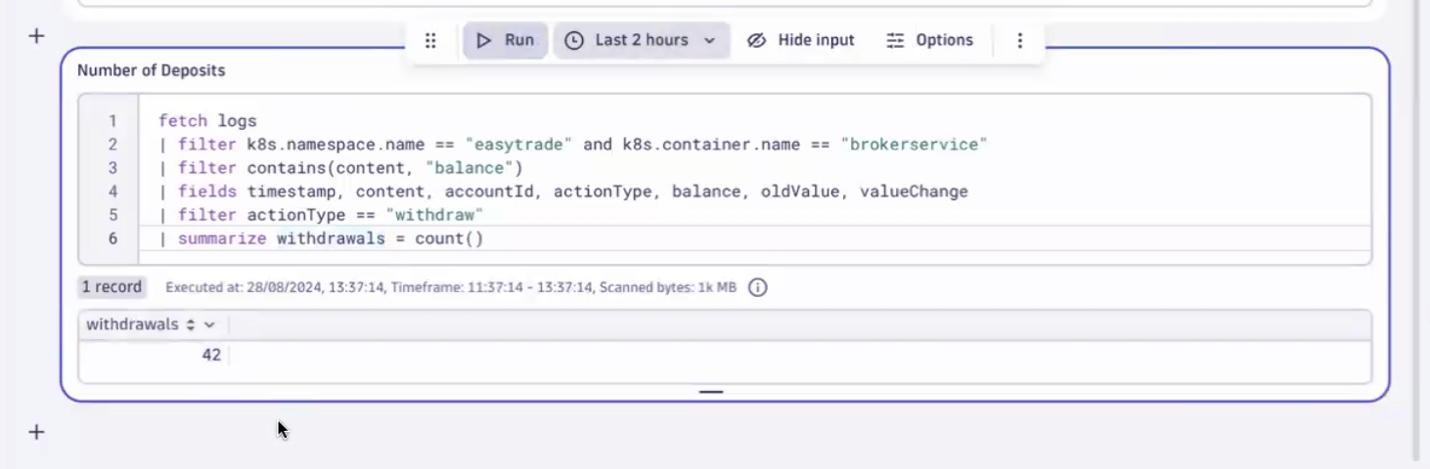 Run Last 2 hours Hide input Options
Number of Deposits
1 fetch logs
2 | filter k8s.namespace.name == "easytrade" and k8s.container.name == "brokerservice"
3 | filter contains(content, "balance")
4 | fields timestamp, content, accountId, actionType, balance, oldValue, valueChange
5 | filter actionType == "withdraw"
6 | summarize withdrawals = count()
1 record Executed at: 28/08/2024, 13:37:14, Timeframe: 11:37:14 - 13:37:14, Scanned bytes: 1k MB
withdrawals
42